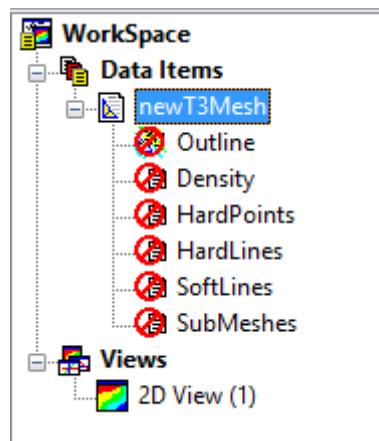 WorkSpace
Data Items
newT3Mesh
Outline
Density
HardPoints
HardLines
SoftLines
SubMeshes
Views
2D View (1)